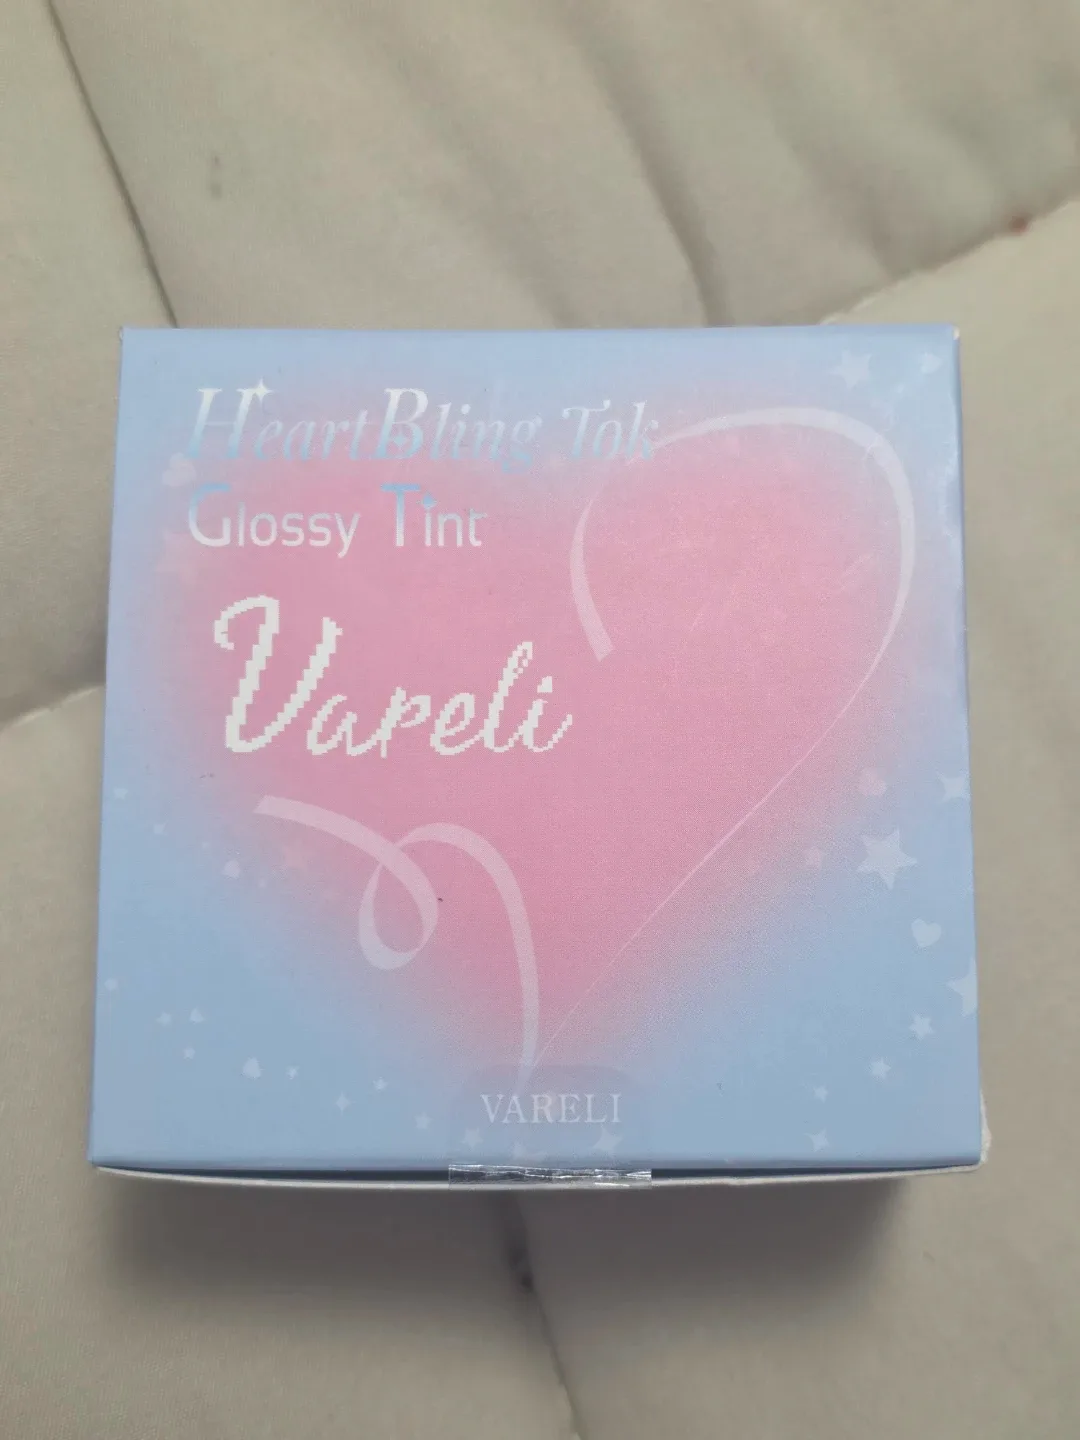 HeartBling Tok
Glossy Tint
Vareli
VARELI